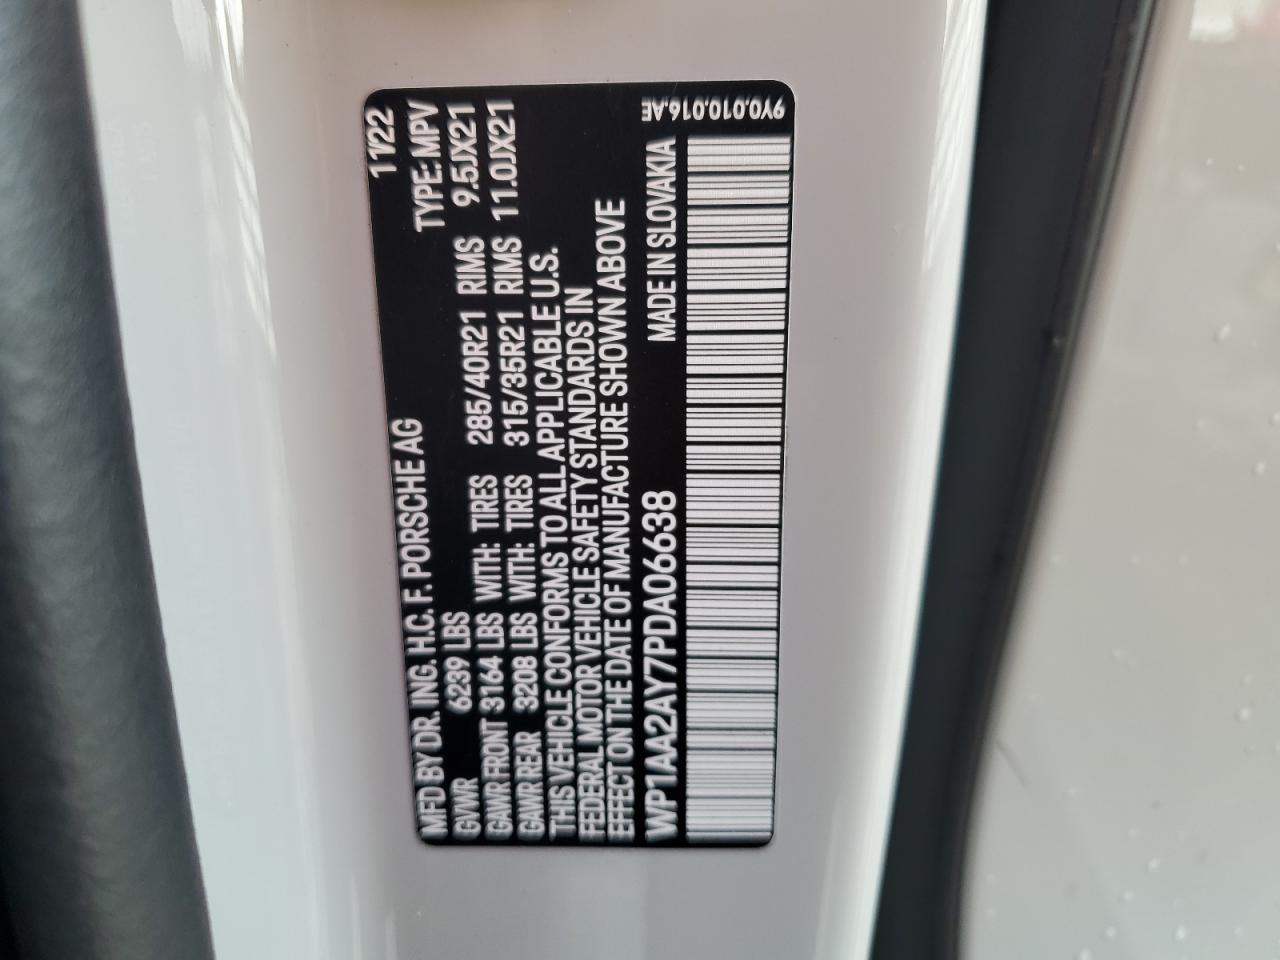 MFD BY DR. ING. H.C. F. PORSCHE AG 11/22
GVWR 6239 LBS TYPE: MPV
GAWR FRONT 3164 LBS WITH: TIRES 285/40R21 RIMS 9.5JX21
GAWR REAR 3208 LBS WITH: TIRES 315/35R21 RIMS 11.0JX21
THIS VEHICLE CONFORMS TO ALL APPLICABLE U.S.
FEDERAL MOTOR VEHICLE SAFETY STANDARDS IN
EFFECT ON THE DATE OF MANUFACTURE SHOWN ABOVE
WP1AA2AY7PDA06638 MADE IN SLOVAKIA
9Y0.010.016.AE